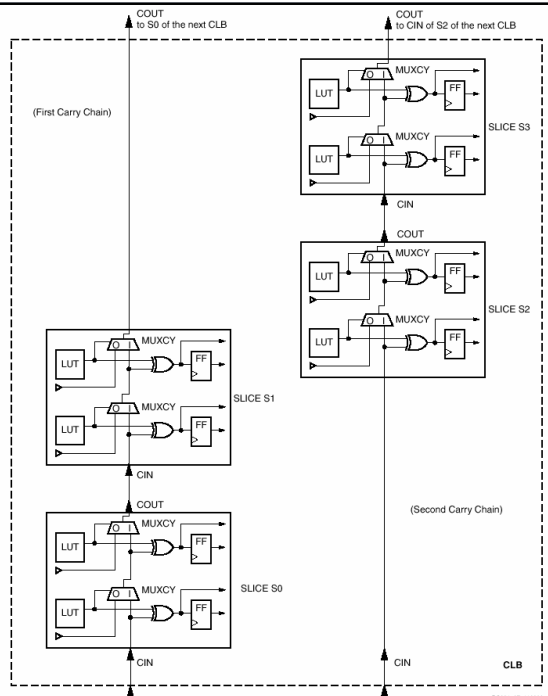 COUT
to S0 of the next CLB
COUT
to CIN of S2 of the next CLB
(First Carry Chain)
O I MUXCY
LUT
FF
SLICE S3
O I MUXCY
LUT
FF
CIN
COUT
O I MUXCY
LUT
FF
SLICE S2
O I MUXCY
LUT
FF
O I MUXCY
LUT
FF
SLICE S1
O I MUXCY
LUT
FF
CIN
COUT
(Second Carry Chain)
O I MUXCY
LUT
FF
SLICE S0
O I MUXCY
LUT
FF
CIN
CIN
CLB